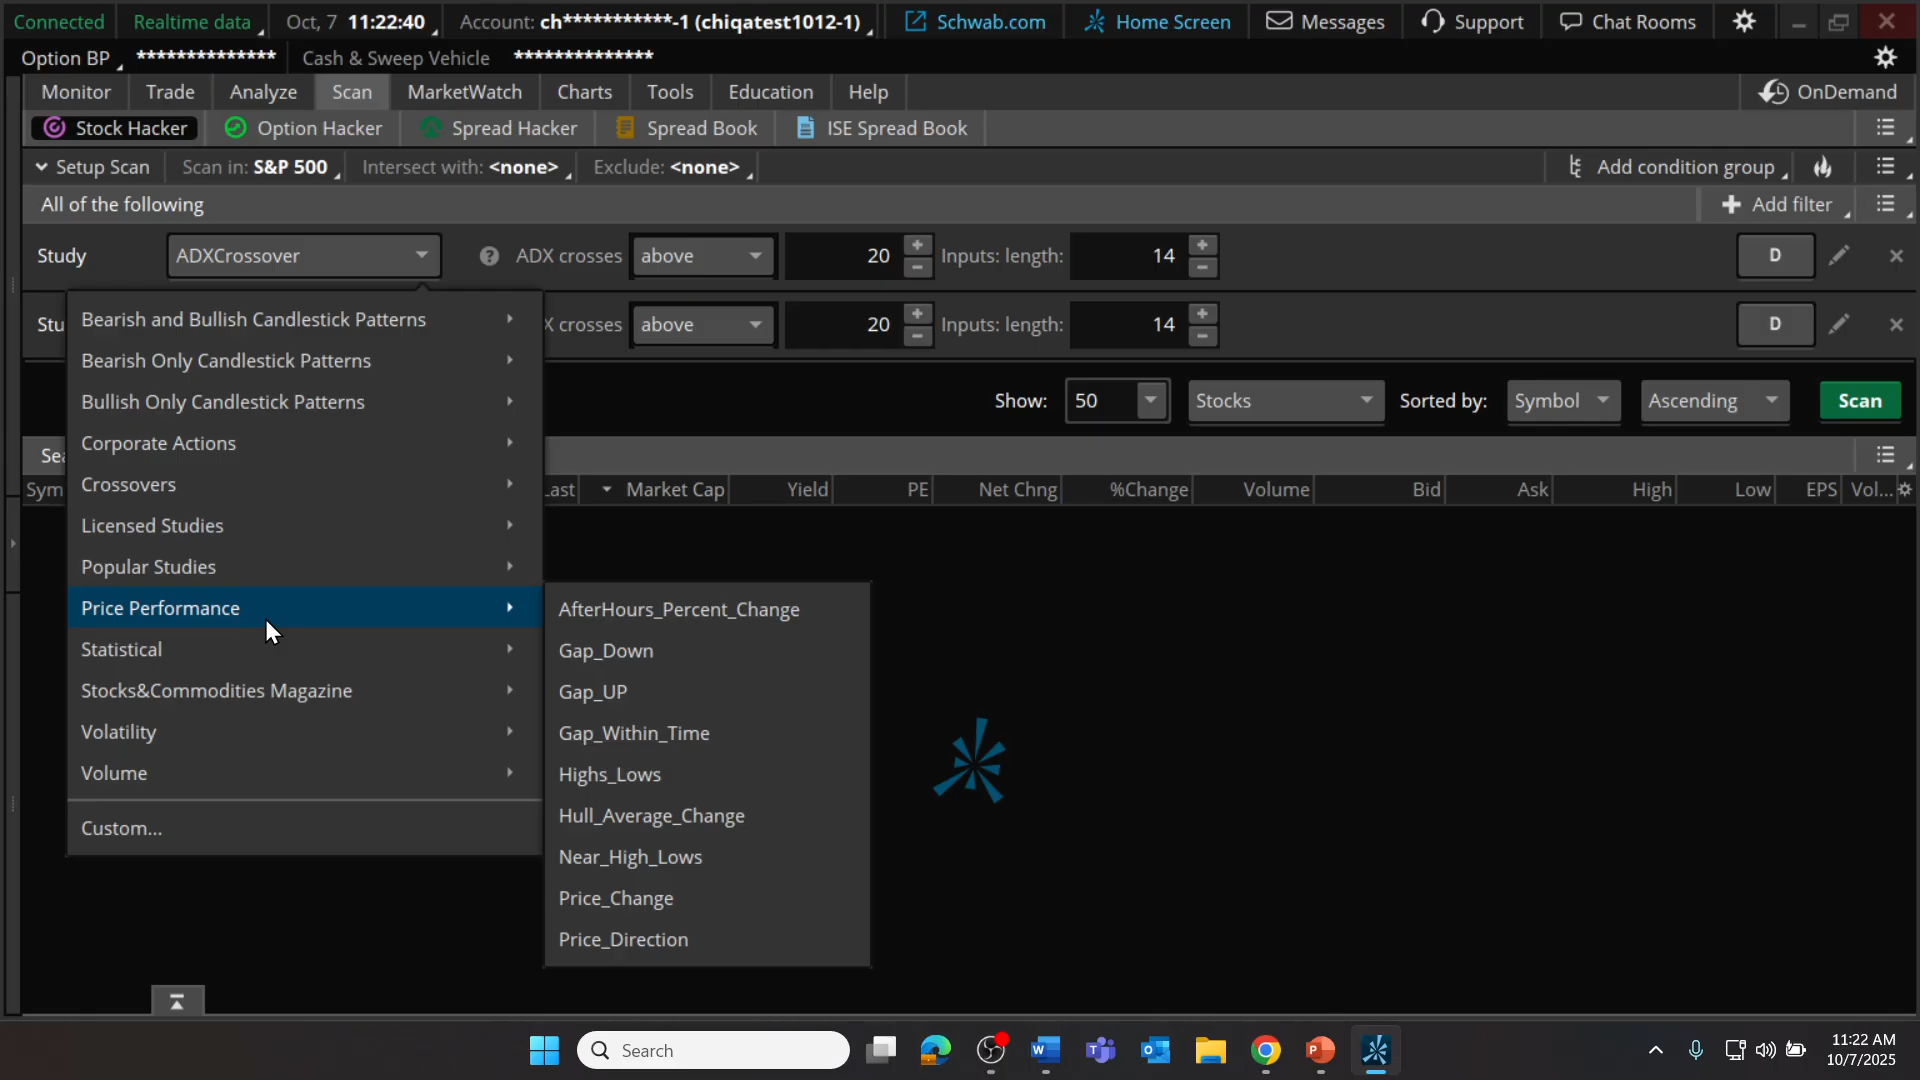 Connected Realtime data Oct, 7 11:22:40 Account: ch***********-1 (chiqatest1012-1) Schwab.com Home Screen Messages Support Chat Rooms
Option BP ************** Cash & Sweep Vehicle **************
Monitor Trade Analyze Scan MarketWatch Charts Tools Education Help OnDemand
Stock Hacker Option Hacker Spread Hacker Spread Book ISE Spread Book
Setup Scan Scan in: S&P 500 Intersect with: <none> Exclude: <none> Add condition group
All of the following Add filter
Study ADXCrossover ADX crosses above 20 Inputs: length: 14 D
Stu X crosses above 20 Inputs: length: 14 D
Bearish and Bullish Candlestick Patterns
Bearish Only Candlestick Patterns
Bullish Only Candlestick Patterns
Corporate Actions
Crossovers
Licensed Studies
Popular Studies
Price Performance
Statistical
Stocks&Commodities Magazine
Volatility
Volume
Custom...
Show: 50 Stocks Sorted by: Symbol Ascending Scan
Sea
Sym Last Market Cap Yield PE Net Chng %Change Volume Bid Ask High Low EPS Vol...
AfterHours_Percent_Change
Gap_Down
Gap_UP
Gap_Within_Time
Highs_Lows
Hull_Average_Change
Near_High_Lows
Price_Change
Price_Direction
Search
11:22 AM
10/7/2025